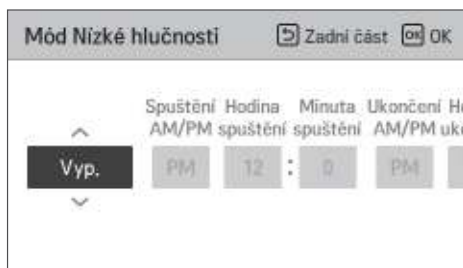 Mód Nízké hlučnosti Zadní část OK OK
Spuštění Hodina Minuta Ukončení
AM/PM spuštění spuštění AM/PM
Vyp. PM 12 : 0 PM